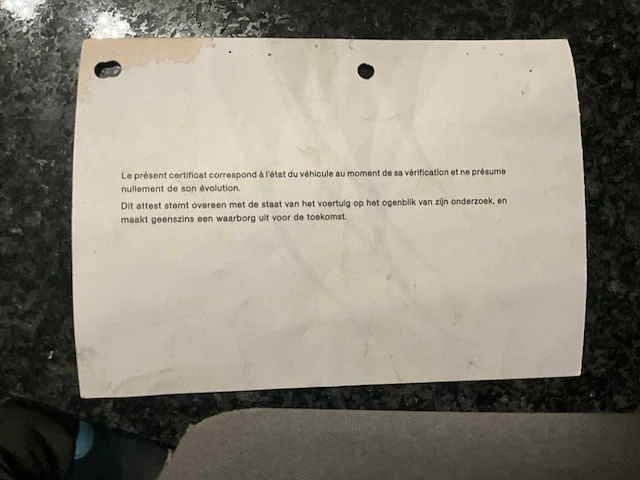 Le présent certificat correspond à l'état du véhicule au moment de sa vérification et ne présume
nullement de son évolution.
Dit attest stemt overeen met de staat van het voertuig op het ogenblik van zijn onderzoek, en
maakt geenszins een waarborg uit voor de toekomst.